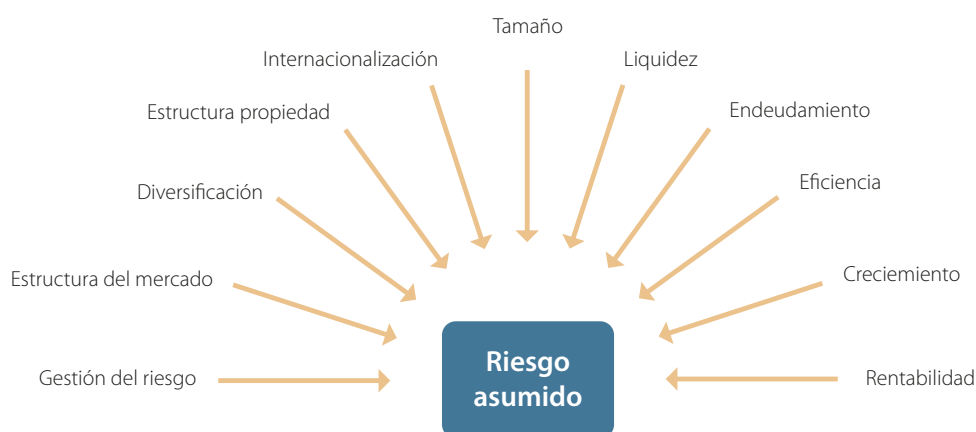 Tamaño
Internacionalización
Liquidez
Estructura propiedad
Endeudamiento
Diversificación
Eficiencia
Estructura del mercado
Creciemiento
Gestión del riesgo
Riesgo
asumido
Rentabilidad